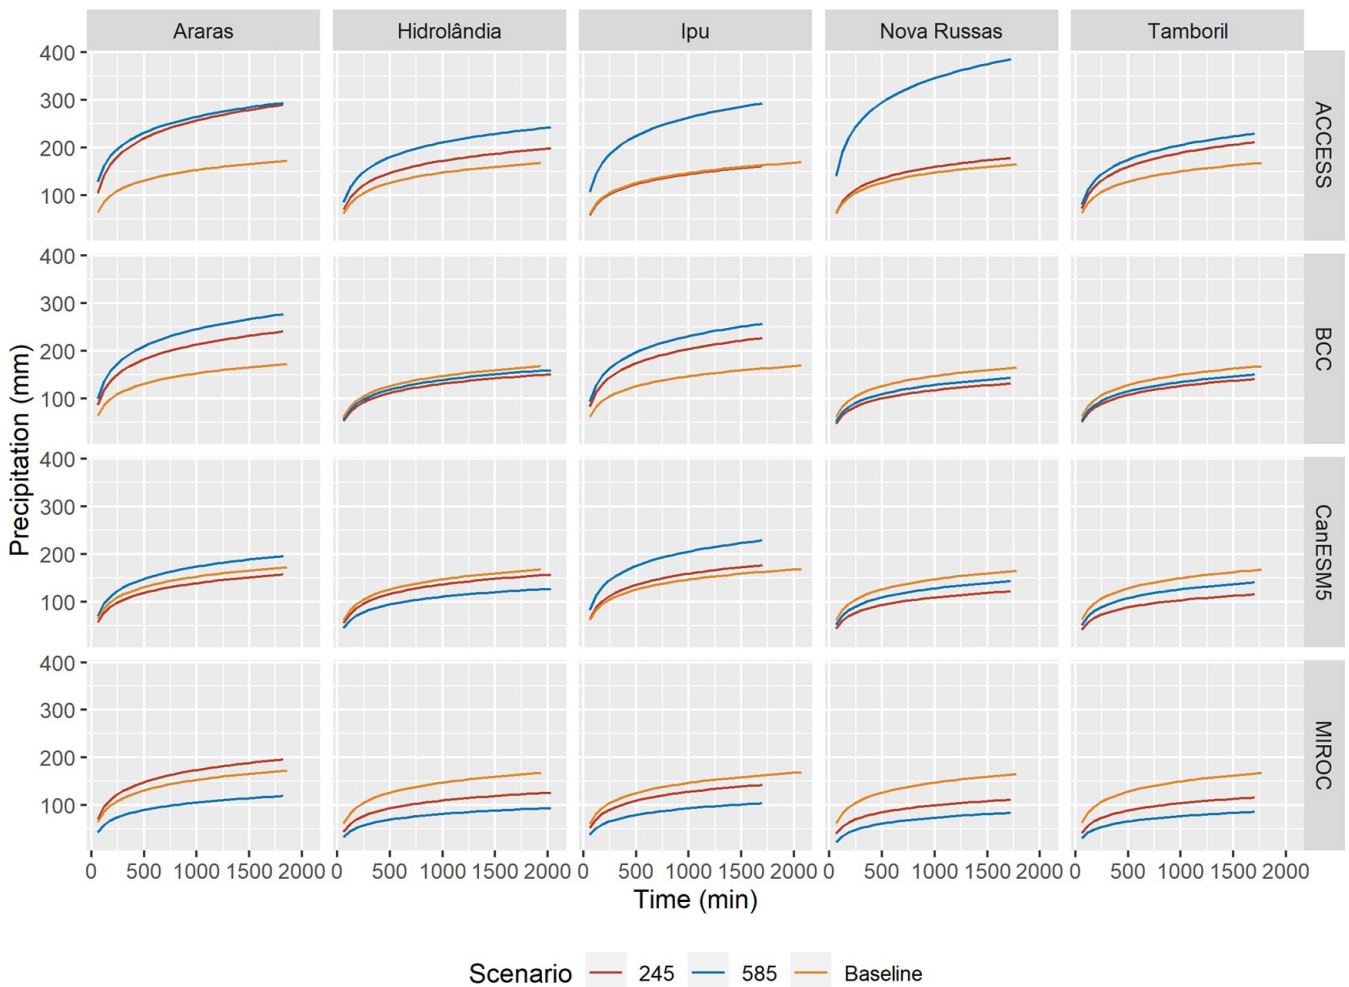 Araras Hidrolândia Ipu Nova Russas Tamboril
400
300
200
100
ACCESS
400
300
200
100
BCC
400
300
200
100
CanESM5
400
300
200
100
MIROC
Precipitation (mm)
0 500 1000 1500 2000 0 500 1000 1500 2000 0 500 1000 1500 2000 0 500 1000 1500 2000 0 500 1000 1500 2000
Time (min)
Scenario 245 585 Baseline